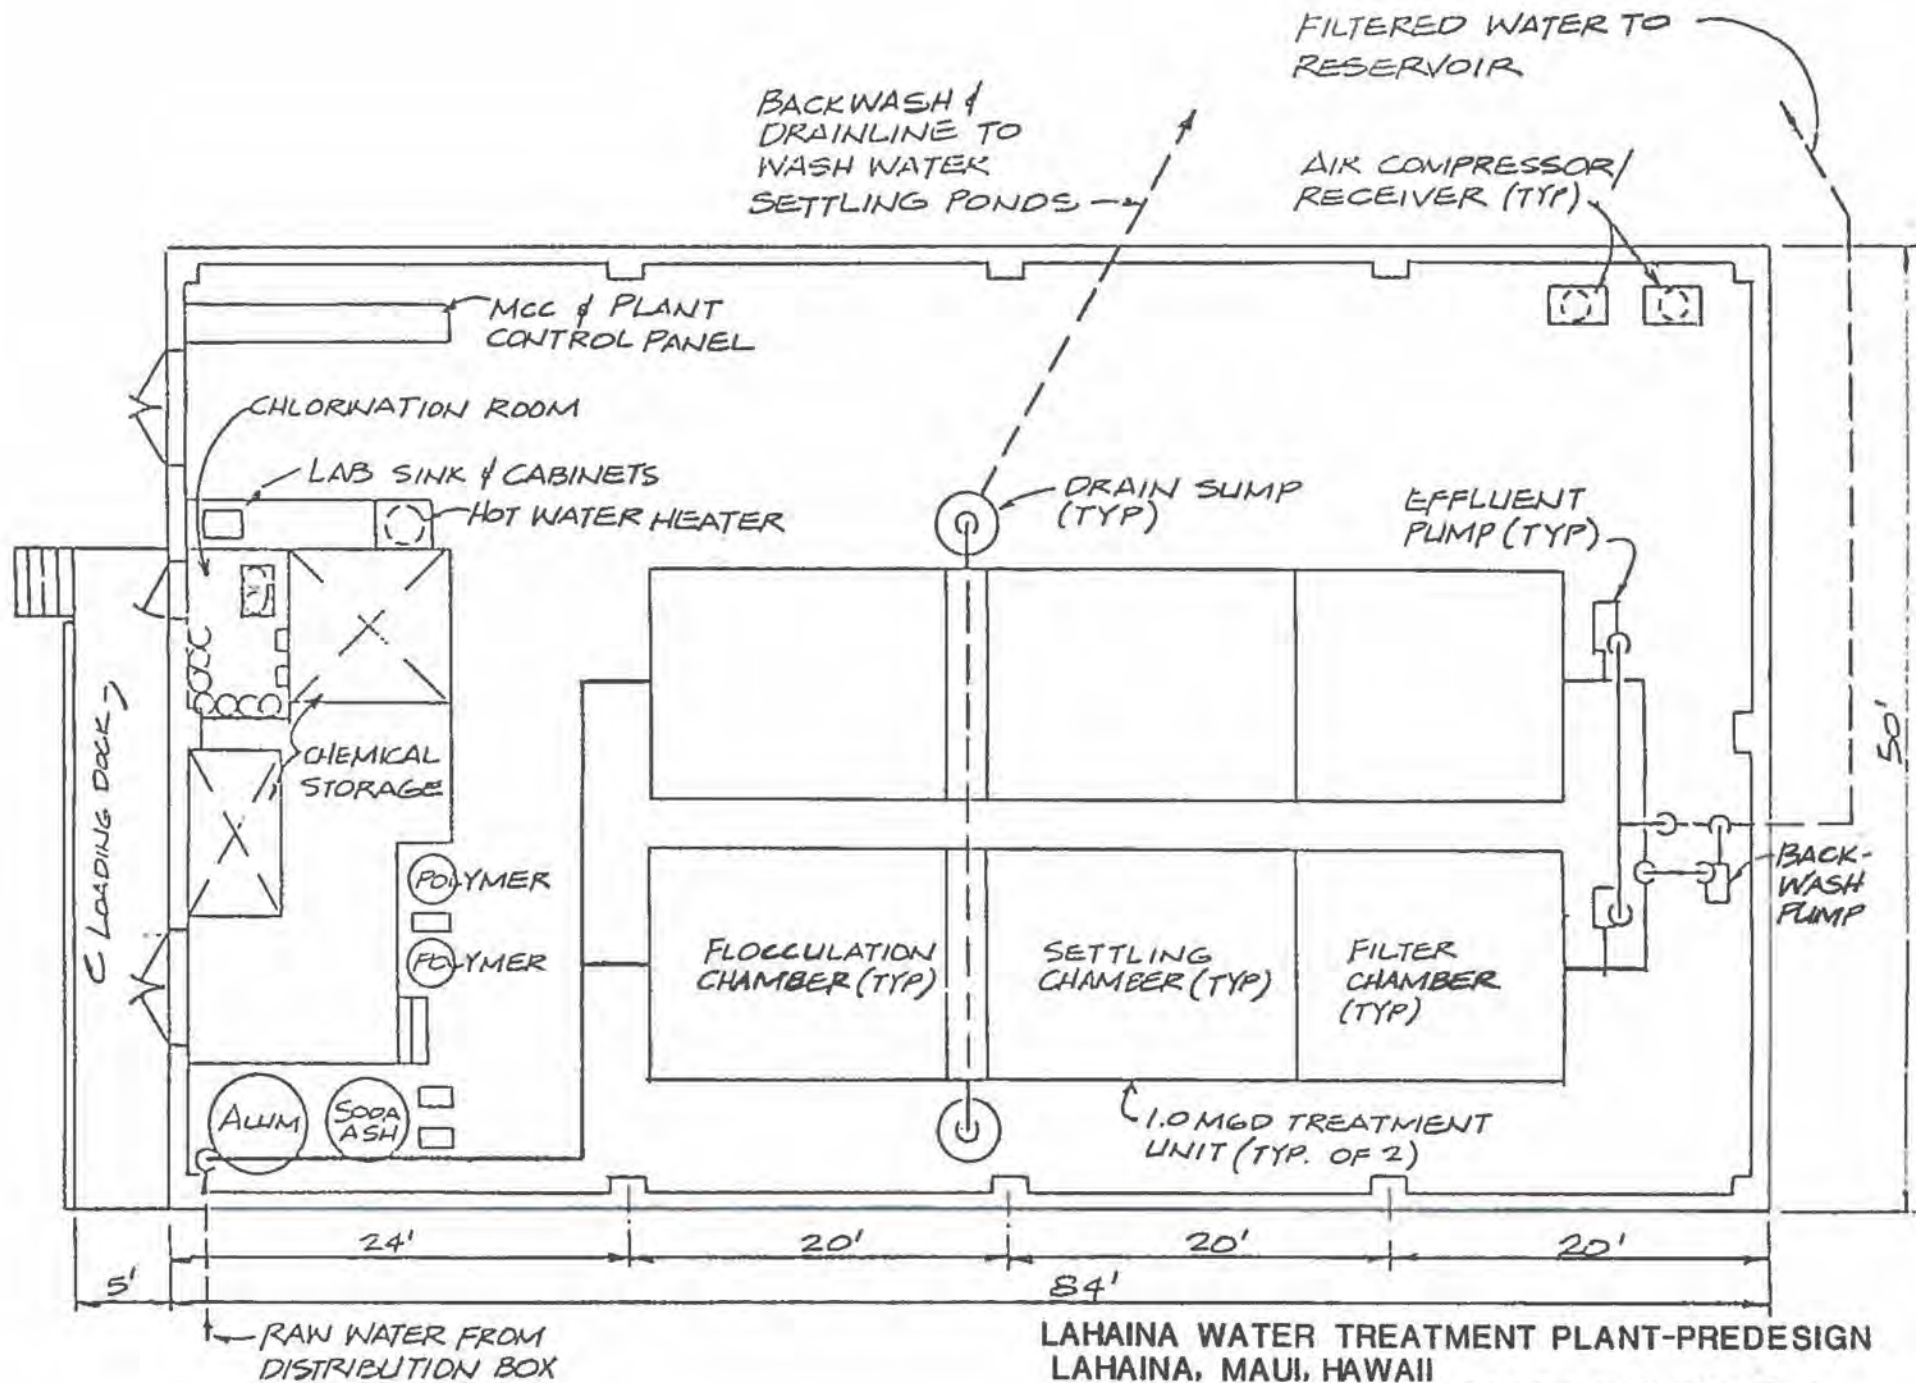 FILTERED WATER TO
RESERVOIR
BACKWASH &
DRAINLINE TO
WASH WATER
SETTLING PONDS
AIR COMPRESSOR/
RECEIVER (TYP)
MCC & PLANT
CONTROL PANEL
CHLORINATION ROOM
LAB SINK & CABINETS
HOT WATER HEATER
DRAIN SUMP
(TYP)
EFFLUENT
PUMP (TYP)
LOADING DOCK
CHEMICAL
STORAGE
50'
POLYMER
BACK-
WASH
PUMP
POLYMER
FLOCCULATION
CHAMBER (TYP)
SETTLING
CHAMBER (TYP)
FILTER
CHAMBER
(TYP)
ALUM
SODA
ASH
1.0 MGD TREATMENT
UNIT (TYP. OF 2)
24'
20'
20'
20'
5'
84'
RAW WATER FROM
DISTRIBUTION BOX
LAHAINA WATER TREATMENT PLANT-PREDESIGN
LAHAINA, MAUI, HAWAII